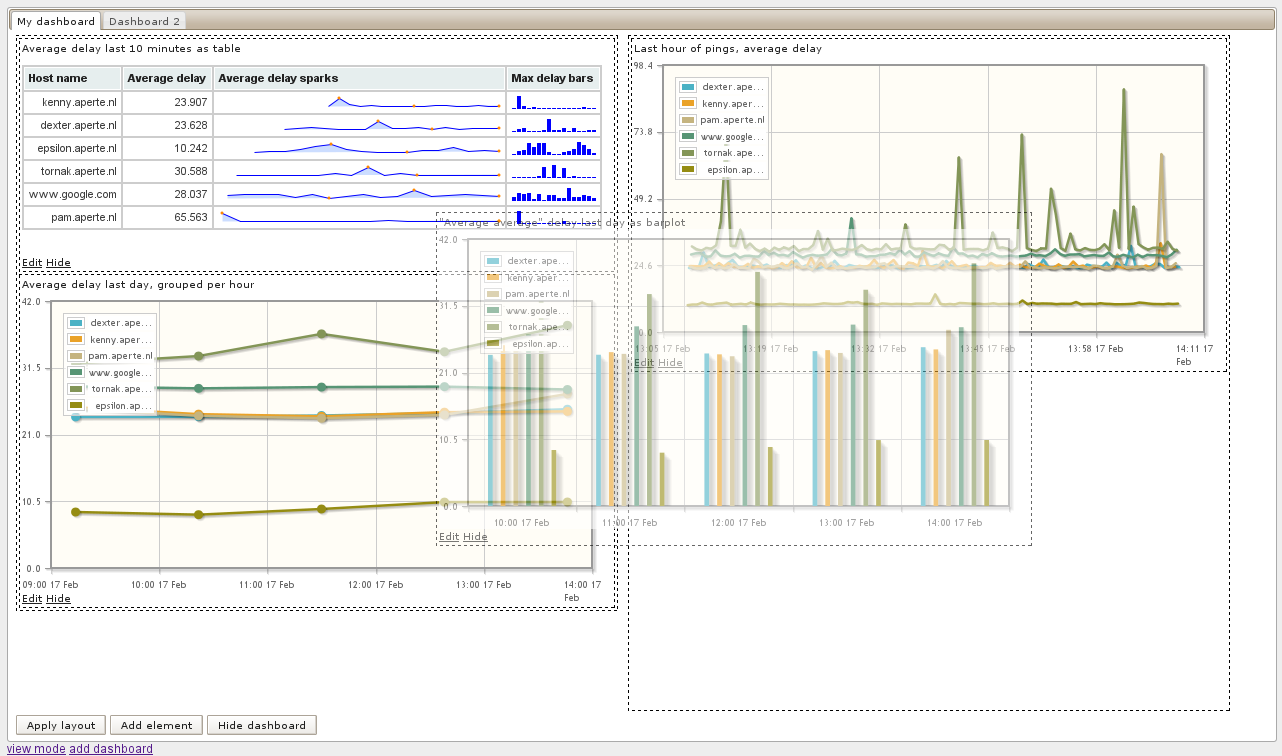 My dashboard Dashboard 2
Average delay last 10 minutes as table
Host name Average delay Average delay sparks Max delay bars
kenny.aperte.nl 23.907
dexter.aperte.nl 23.628
epsilon.aperte.nl 10.242
tornak.aperte.nl 30.588
www.google.com 28.037
pam.aperte.nl 65.563
Edit Hide
Average delay last day, grouped per hour
42.0
31.5
21.0
10.5
0.0
dexter.ape...
kenny.aper...
pam.aperte.nl
www.google...
tornak.ape...
epsilon.ap...
09:00 17 Feb 10:00 17 Feb 11:00 17 Feb 12:00 17 Feb 13:00 17 Feb 14:00 17
Feb
Edit Hide
"Average average" delay last day as barplot
42.0
31.5
21.0
10.5
0.0
dexter.ape...
kenny.aper...
pam.aperte.nl
www.google...
tornak.ape...
epsilon.ap...
10:00 17 Feb 11:00 17 Feb 12:00 17 Feb 13:00 17 Feb 14:00 17 Feb
Edit Hide
Last hour of pings, average delay
98.4
73.8
49.2
24.6
0.0
dexter.ape...
kenny.aper...
pam.aperte.nl
www.google...
tornak.ape...
epsilon.ap...
13:05 17 Feb 13:19 17 Feb 13:32 17 Feb 13:45 17 Feb 13:58 17 Feb 14:11 17
Feb
Edit Hide
Apply layout Add element Hide dashboard
view mode add dashboard